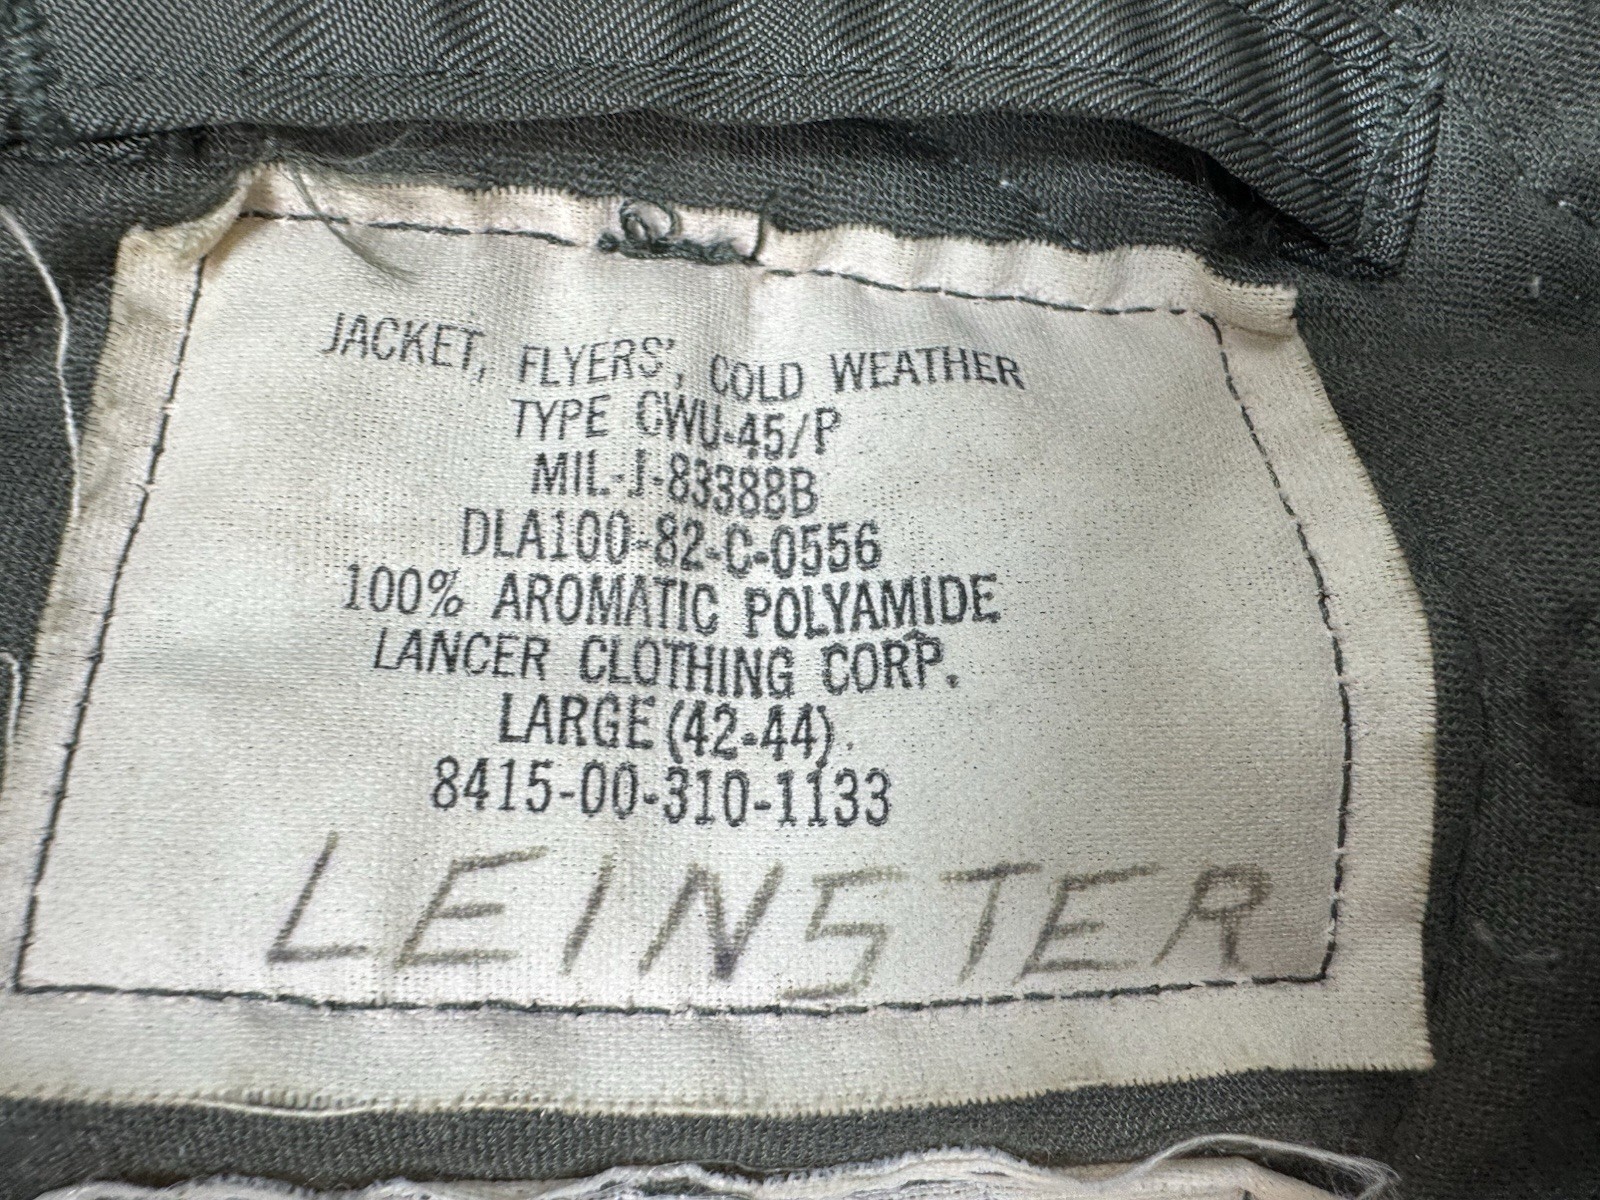 JACKET, FLYERS', COLD WEATHER
TYPE CWU-45/P
MIL-J-83388B
DLA100-82-C-0556
100% AROMATIC POLYAMIDE
LANCER CLOTHING CORP.
LARGE (42-44).
8415-00-310-1133
LEINSTER